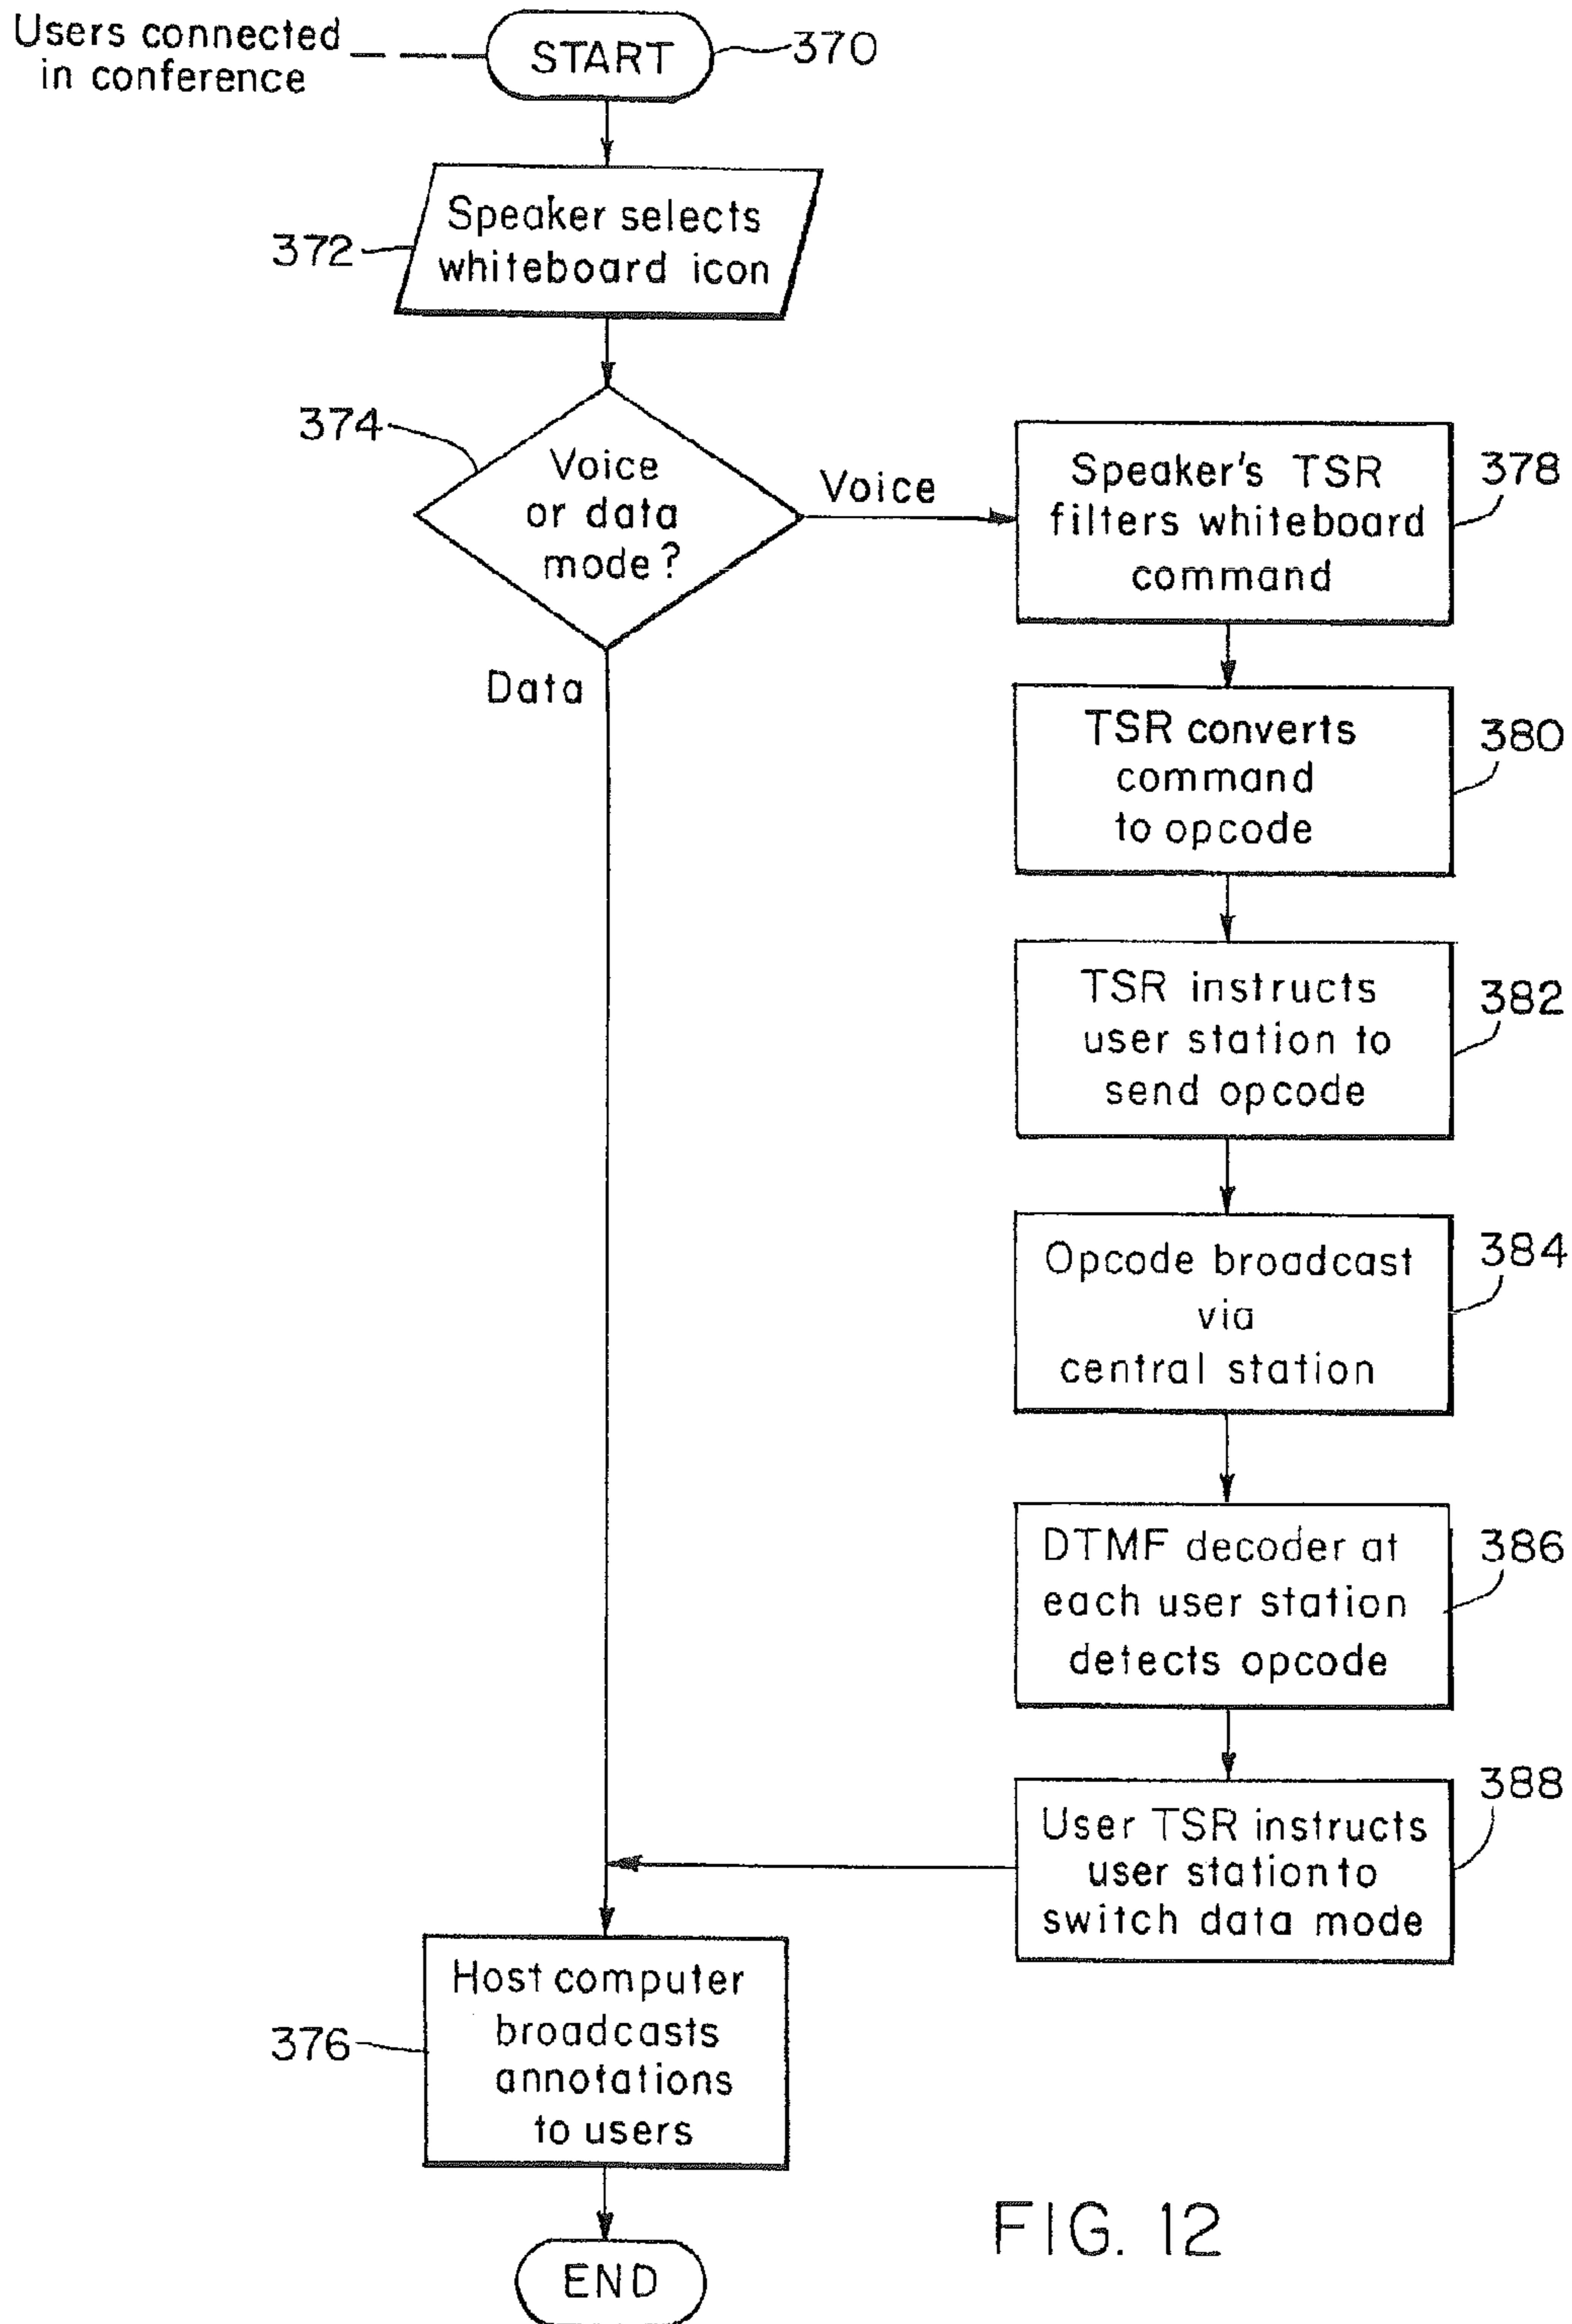 Users connected
in conference
START
370
372
Speaker selects
whiteboard icon
374
Voice
or data
mode?
Voice
Data
Speaker's TSR
filters whiteboard
command
378
TSR converts
command
to opcode
380
TSR instructs
user station to
send opcode
382
Opcode broadcast
via
central station
384
DTMF decoder at
each user station
detects opcode
386
User TSR instructs
user station to
switch data mode
388
376
Host computer
broadcasts
annotations
to users
END
FIG. 12